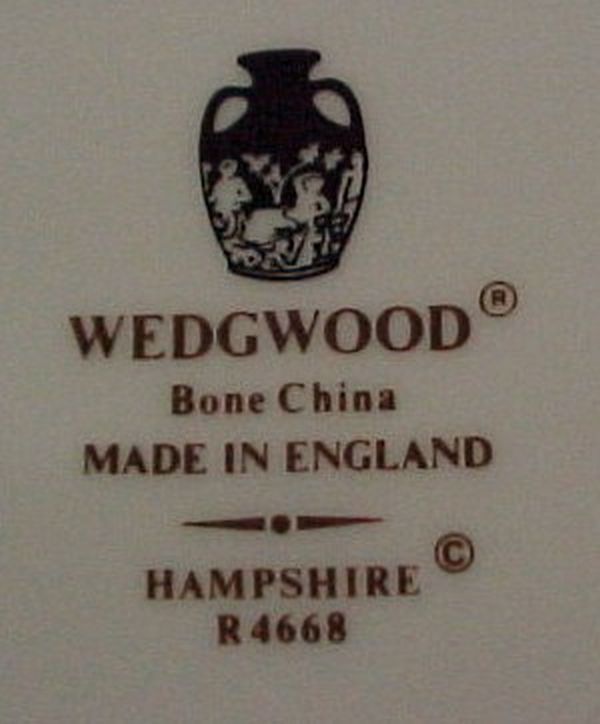 WEDGWOOD®
Bone China
MADE IN ENGLAND
HAMPSHIRE©
R4668